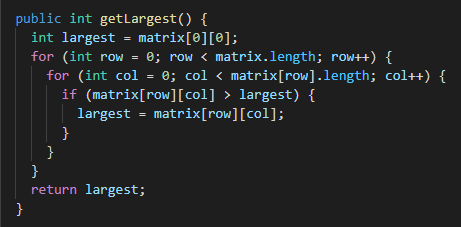 public int getLargest() {
  int largest = matrix[0][0];
  for (int row = 0; row < matrix.length; row++) {
    for (int col = 0; col < matrix[row].length; col++) {
      if (matrix[row][col] > largest) {
        largest = matrix[row][col];
      }
    }
  }
  return largest;
}